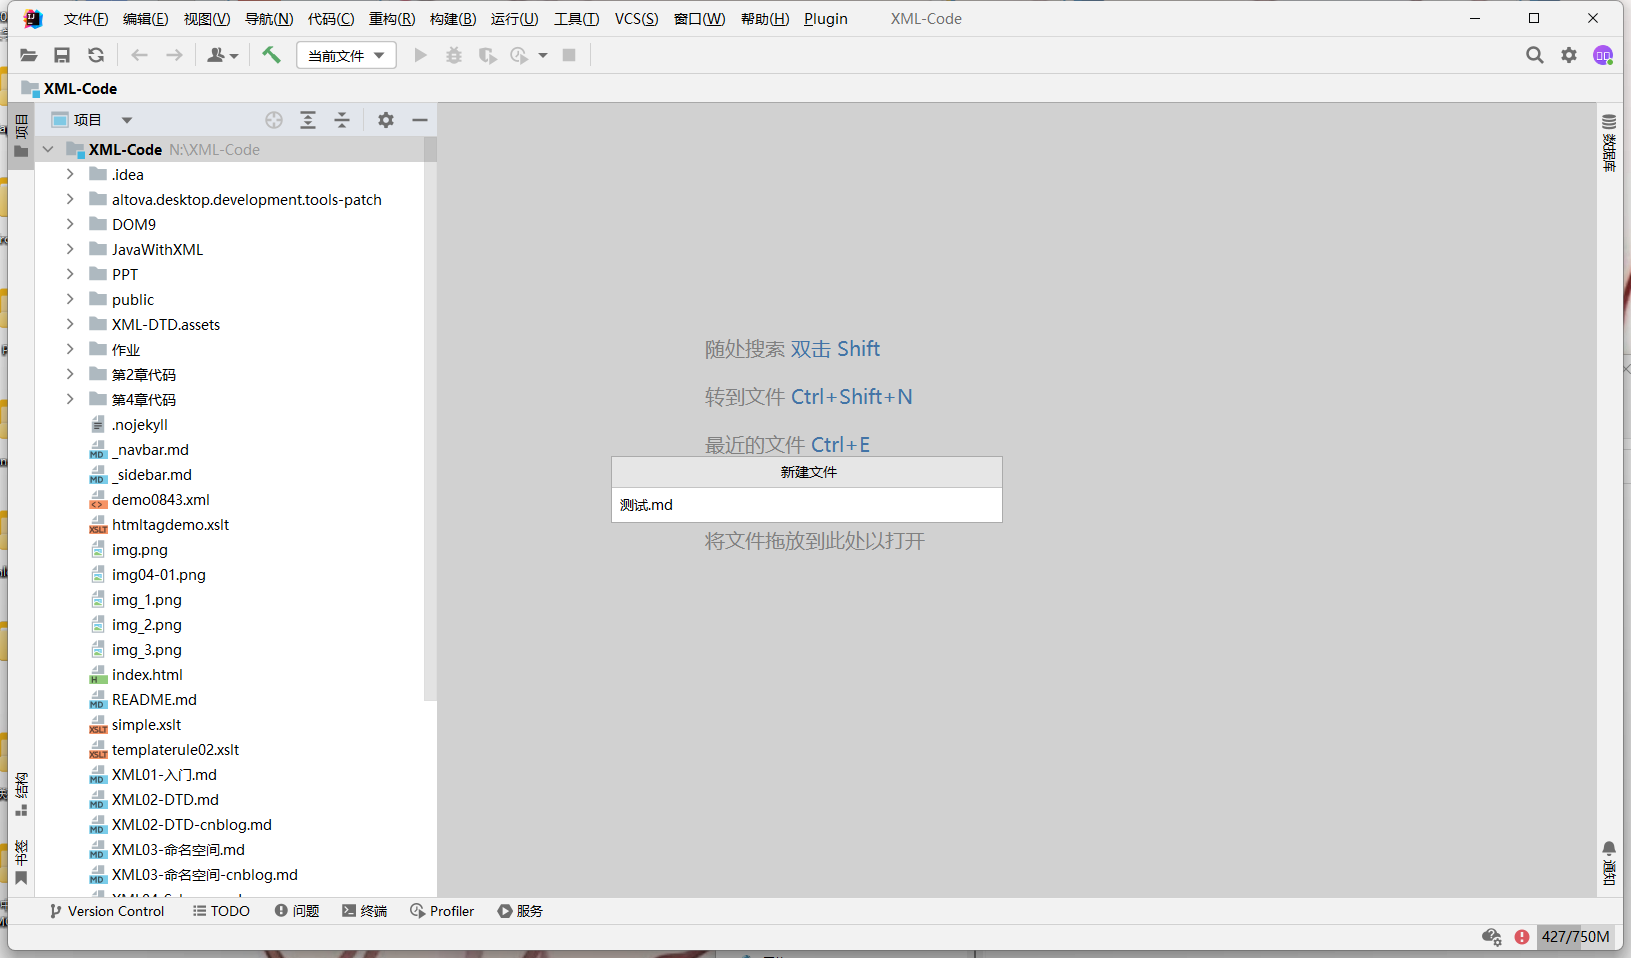 文件(F) 编辑(E) 视图(V) 导航(N) 代码(C) 重构(R) 构建(B) 运行(U) 工具(T) VCS(S) 窗口(W) 帮助(H) Plugin XML-Code
当前文件
XML-Code
项目
项目
XML-Code N:\XML-Code
.idea
altova.desktop.development.tools-patch
DOM9
JavaWithXML
PPT
public
XML-DTD.assets
作业
第2章代码
第4章代码
.nojekyll
_navbar.md
_sidebar.md
demo0843.xml
htmltagdemo.xslt
img.png
img04-01.png
img_1.png
img_2.png
img_3.png
index.html
README.md
simple.xslt
templaterule02.xslt
XML01-入门.md
XML02-DTD.md
XML02-DTD-cnblog.md
XML03-命名空间.md
XML03-命名空间-cnblog.md
结构
书签
随处搜索 双击 Shift
转到文件 Ctrl+Shift+N
最近的文件 Ctrl+E
新建文件
测试.md
将文件拖放到此处以打开
数据库
通知
Version Control TODO 问题 终端 Profiler 服务
427/750M